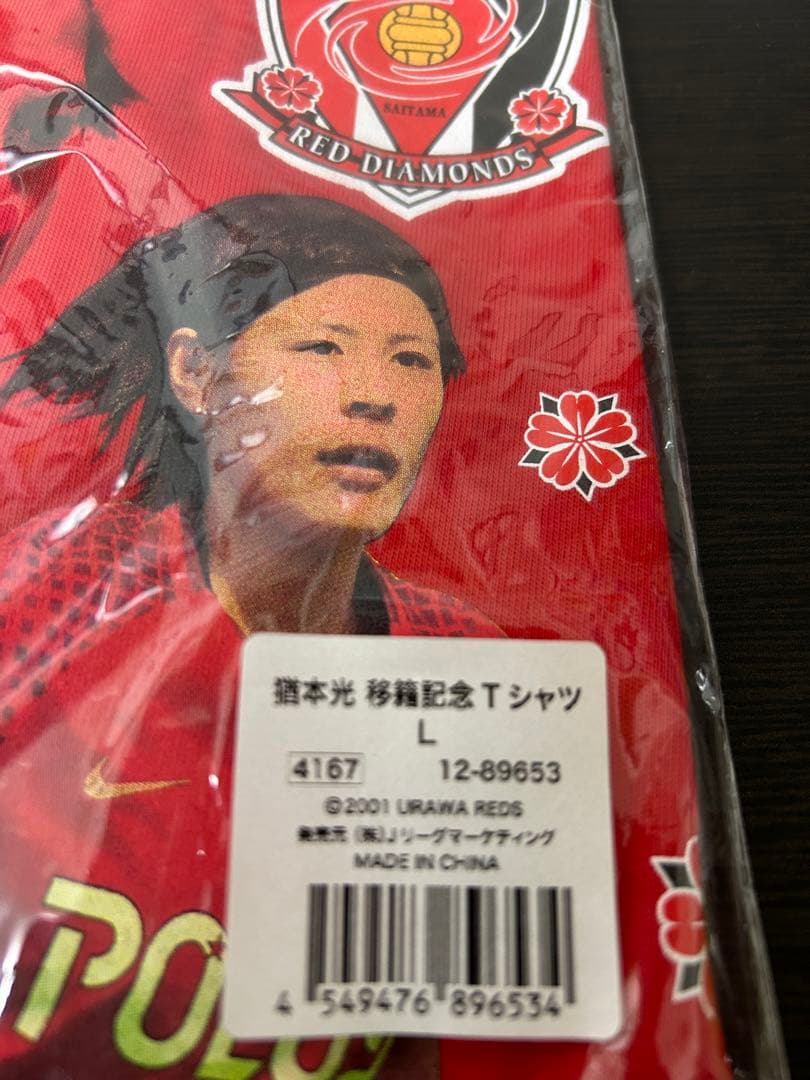 SAITAMA
RED DIAMONDS
猶本光 移籍記念 Tシャツ
L
4167 12-89653
©2001 URAWA REDS
発売元 (株)Jリーグマーケティング
MADE IN CHINA
4 549476 896534
POLUS